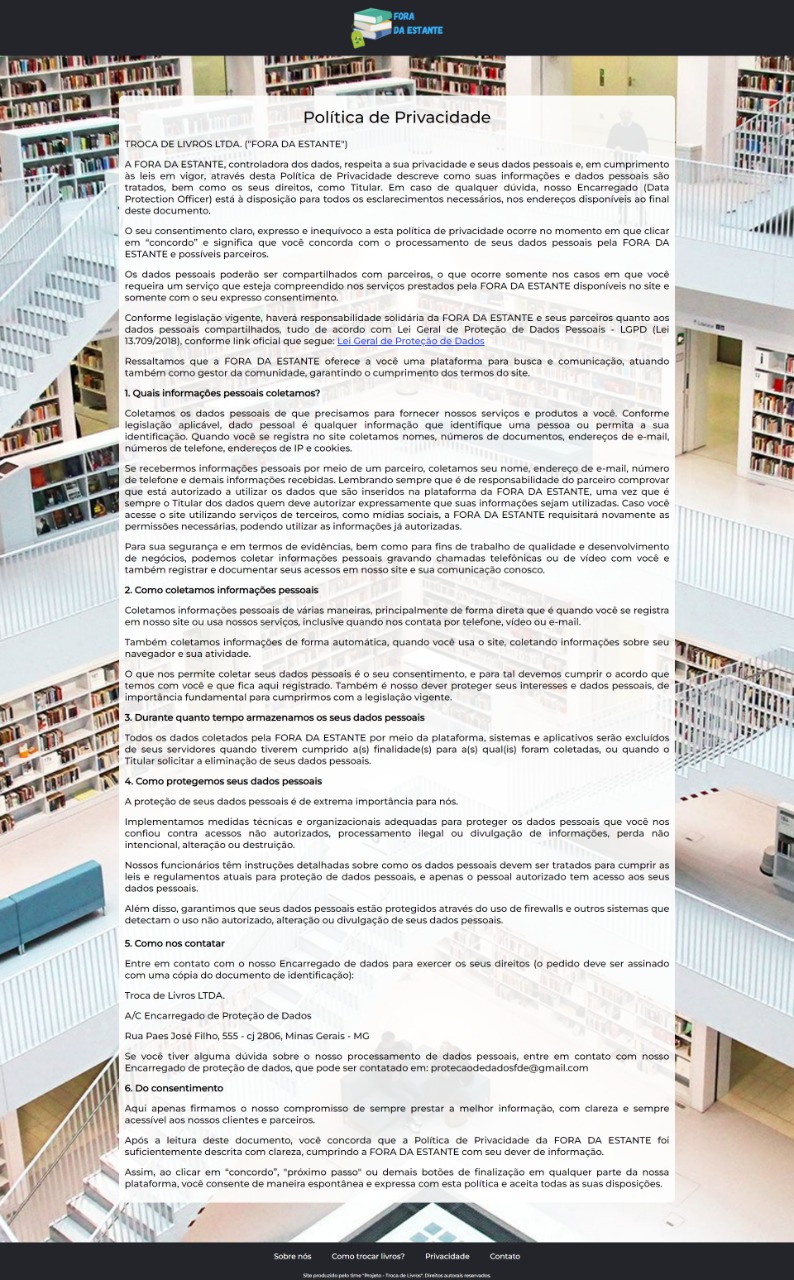 FORA
DA ESTANTE
Política de Privacidade
TROCA DE LIVROS LTDA. ("FORA DA ESTANTE")
A FORA DA ESTANTE, controladora dos dados, respeita a sua privacidade e seus dados pessoais e, em cumprimento
às leis em vigor, através desta Política de Privacidade descreve como suas informações e dados pessoais são
tratados, bem como os seus direitos, como Titular. Em caso de qualquer dúvida, nosso Encarregado (Data
Protection Officer) está à disposição para todos os esclarecimentos necessários, nos endereços disponíveis ao final
deste documento.
O seu consentimento claro, expresso e inequívoco a esta política de privacidade ocorre no momento em que clicar
em “concordo” e significa que você concorda com o processamento de seus dados pessoais pela FORA DA
ESTANTE e possíveis parceiros.
Os dados pessoais poderão ser compartilhados com parceiros, o que ocorre somente nos casos em que você
requeira um serviço que esteja compreendido nos serviços prestados pela FORA DA ESTANTE disponíveis no site e
somente com o seu expresso consentimento.
Conforme legislação vigente, haverá responsabilidade solidária da FORA DA ESTANTE e seus parceiros quanto aos
dados pessoais compartilhados, tudo de acordo com Lei Geral de Proteção de Dados Pessoais - LGPD (Lei
13.709/2018), conforme link oficial que segue: Lei Geral de Proteção de Dados
Ressaltamos que a FORA DA ESTANTE oferece a você uma plataforma para busca e comunicação, atuando
também como gestor da comunidade, garantindo o cumprimento dos termos do site.
1. Quais informações pessoais coletamos?
Coletamos os dados pessoais de que precisamos para fornecer nossos serviços e produtos a você. Conforme
legislação aplicável, dado pessoal é qualquer informação que identifique uma pessoa ou permita a sua
identificação. Quando você se registra no site coletamos nomes, números de documentos, endereços de e-mail,
números de telefone, endereços de IP e cookies.
Se recebermos informações pessoais por meio de um parceiro, coletamos seu nome, endereço de e-mail, número
de telefone e demais informações recebidas. Lembrando sempre que é de responsabilidade do parceiro comprovar
que está autorizado a utilizar os dados que são inseridos na plataforma da FORA DA ESTANTE, uma vez que é
sempre o Titular dos dados quem deve autorizar expressamente que suas informações sejam utilizadas. Caso você
acesse o site utilizando serviços de terceiros, como mídias sociais, a FORA DA ESTANTE requisitará novamente as
permissões necessárias, podendo utilizar as informações já autorizadas.
Para sua segurança e em termos de evidências, bem como para fins de trabalho de qualidade e desenvolvimento
de negócios, podemos coletar informações pessoais gravando chamadas telefônicas ou de vídeo com você e
também registrar e documentar seus acessos em nosso site e sua comunicação conosco.
2. Como coletamos informações pessoais
Coletamos informações pessoais de várias maneiras, principalmente de forma direta que é quando você se registra
em nosso site ou usa nossos serviços, inclusive quando nos contata por telefone, vídeo ou e-mail.
Também coletamos informações de forma automática, quando você usa o site, coletando informações sobre seu
navegador e sua atividade.
O que nos permite coletar seus dados pessoais é o seu consentimento, e para tal devemos cumprir o acordo que
temos com você e que fica aqui registrado. Também é nosso dever proteger seus interesses e dados pessoais, de
importância fundamental para cumprirmos com a legislação vigente.
3. Durante quanto tempo armazenamos os seus dados pessoais
Todos os dados coletados pela FORA DA ESTANTE por meio da plataforma, sistemas e aplicativos serão excluídos
de seus servidores quando tiverem cumprido a(s) finalidade(s) para a(s) qual(is) foram coletadas, ou quando o
Titular solicitar a eliminação de seus dados pessoais.
4. Como protegemos seus dados pessoais
A proteção de seus dados pessoais é de extrema importância para nós.
Implementamos medidas técnicas e organizacionais adequadas para proteger os dados pessoais que você nos
confiou contra acessos não autorizados, processamento ilegal ou divulgação de informações, perda não
intencional, alteração ou destruição.
Nossos funcionários têm instruções detalhadas sobre como os dados pessoais devem ser tratados para cumprir as
leis e regulamentos atuais para proteção de dados pessoais, e apenas o pessoal autorizado tem acesso aos seus
dados pessoais.
Além disso, garantimos que seus dados pessoais estão protegidos através do uso de firewalls e outros sistemas que
detectam o uso não autorizado, alteração ou divulgação de seus dados pessoais.
5. Como nos contatar
Entre em contato com o nosso Encarregado de dados para exercer os seus direitos (o pedido deve ser assinado
com uma cópia do documento de identificação):
Troca de Livros LTDA.
A/C Encarregado de Proteção de Dados
Rua Paes José Filho, 555 - cj 2806, Minas Gerais - MG
Se você tiver alguma dúvida sobre o nosso processamento de dados pessoais, entre em contato com nosso
Encarregado de proteção de dados, que pode ser contatado em: protecaodedadosfde@gmail.com
6. Do consentimento
Aqui apenas firmamos o nosso compromisso de sempre prestar a melhor informação, com clareza e sempre
acessível aos nossos clientes e parceiros.
Após a leitura deste documento, você concorda que a Política de Privacidade da FORA DA ESTANTE foi
suficientemente descrita com clareza, cumprindo a FORA DA ESTANTE com seu dever de informação.
Assim, ao clicar em “concordo”, "próximo passo" ou demais botões de finalização em qualquer parte da nossa
plataforma, você consente de maneira espontânea e expressa com esta política e aceita todas as suas disposições.
Sobre nós Como trocar livros? Privacidade Contato
Site produzido pelo time "Projeto - Troca de Livros". Direitos autorais reservados.